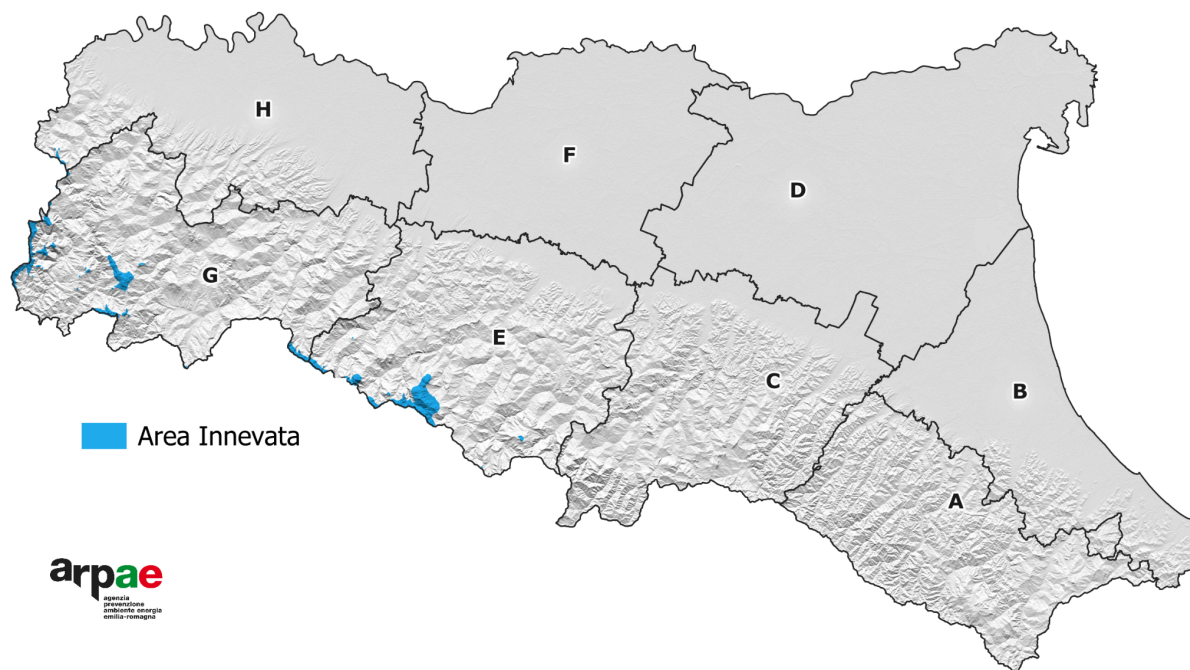 H
F
D
G
E
C
B
A
Area Innevata
arpae
agenzia
prevenzione
ambiente energia
emilia-romagna